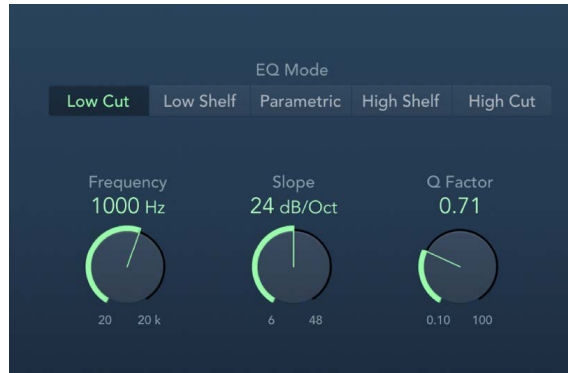 EQ Mode
Low Cut Low Shelf Parametric High Shelf High Cut
Frequency Slope Q Factor
1000 Hz 24 dB/Oct 0.71
20 20 k 6 48 0.10 100